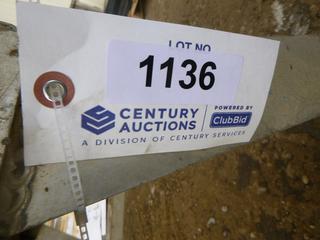 LOT NO.
1136
CENTURY
AUCTIONS
POWERED BY
ClubBid
A DIVISION OF CENTURY SERVICES